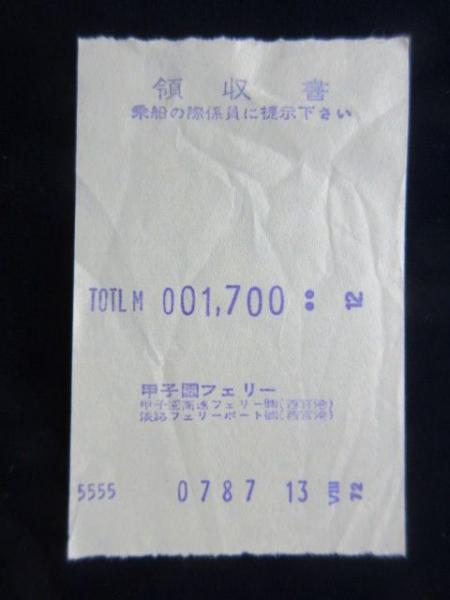 領収書
乗船の際係員に提示下さい
TOTLM 001,700 12
甲子園フェリー
甲子園高速フェリー㈱(西宮港)
淡路フェリーボート㈱(西宮港)
5555 0787 13 VIII 72